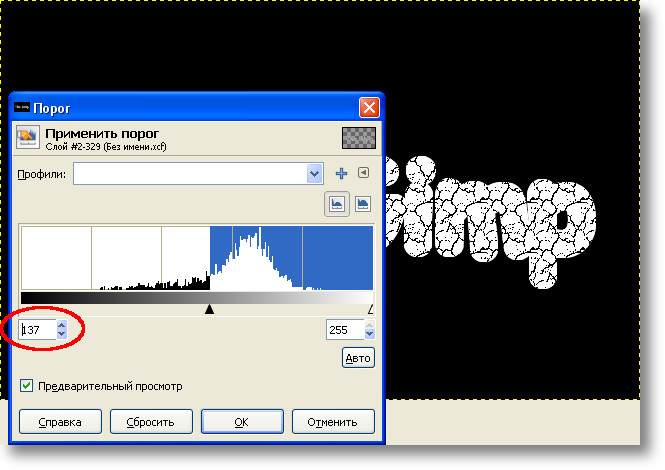 Порог
Применить порог
Слой #2-329 (Без имени.xcf)
Профили:
137
255
Авто
Предварительный просмотр
Справка
Сбросить
OK
Отменить
imp